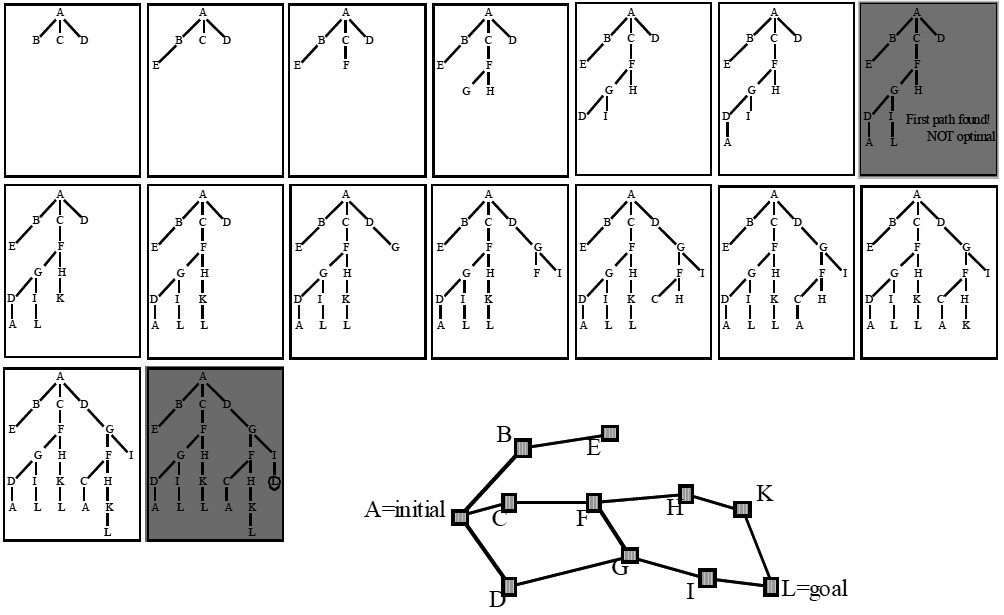 A
B C D
A
B C D
E
A
B C D
E F
A
B C D
E F
G H
A
B C D
E F
G H
D I
A
B C D
E F
G H
D I
A
A
B C D
E F
G H
D I First path found!
A L NOT optimal
A
B C D
E F
G H
D I K
A L
A
B C D
E F
G H
D I K
A L L
A
B C D
E F G
G H
D I K
A L L
A
B C D
E F G
G H F I
D I K
A L L
A
B C D
E F G
G H F I
D I K C H
A L L
A
B C D
E F G
G H F I
D I K C H
A L L A
A
B C D
E F G
G H F I
D I K C H
A L L A K
A
B C D
E F G
G H F I
D I K C H
A L L A K
L
A
B C D
E F G
G H F I
D I K C H L
A L L A K
L
B E
A=initial C F H K
D G I L=goal